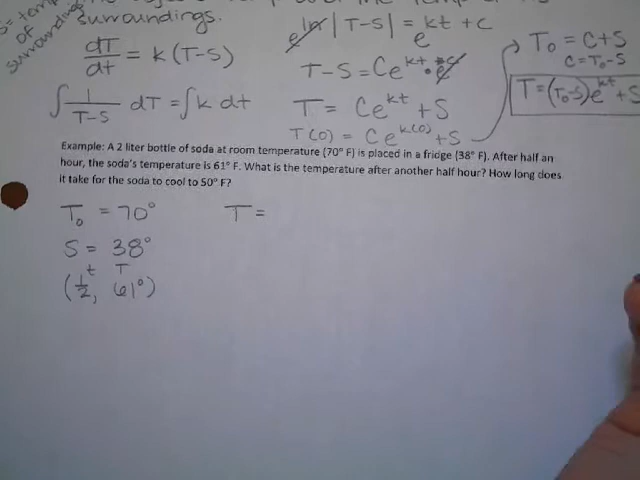 surroundings.
S= temp
of
surroundings
dT/dt = k (T-S)
∫ 1/(T-S) dT = ∫ k dt
e^ln |T-S| = e^kt +c
T-S = Ce^kt
T = Ce^kt +S
T(0) = Ce^k(0) +S
T₀ = C+S
C = T₀-S
T=(T₀-S)e^kt +S
Example: A 2 liter bottle of soda at room temperature (70° F) is placed in a fridge (38° F). After half an
hour, the soda's temperature is 61° F. What is the temperature after another half hour? How long does
it take for the soda to cool to 50° F?
T₀ = 70°
T =
S = 38°
t T
(1/2, 61°)